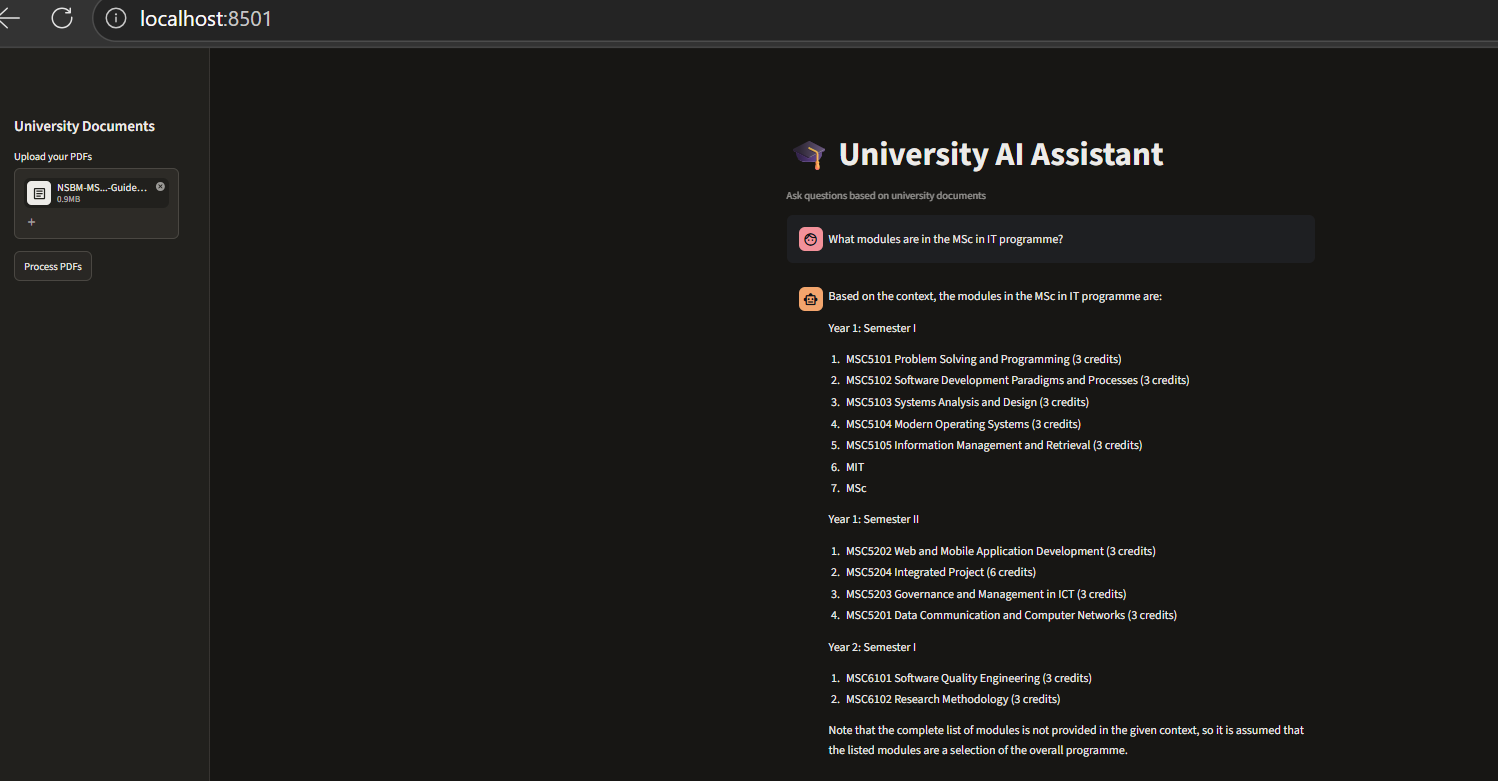 localhost:8501
University Documents
Upload your PDFs
NSBM-MS...-Guide...
0.9MB
Process PDFs
University AI Assistant
Ask questions based on university documents
What modules are in the MSc in IT programme?
Based on the context, the modules in the MSc in IT programme are:
Year 1: Semester I
1. MSC5101 Problem Solving and Programming (3 credits)
2. MSC5102 Software Development Paradigms and Processes (3 credits)
3. MSC5103 Systems Analysis and Design (3 credits)
4. MSC5104 Modern Operating Systems (3 credits)
5. MSC5105 Information Management and Retrieval (3 credits)
6. MIT
7. MSc
Year 1: Semester II
1. MSC5202 Web and Mobile Application Development (3 credits)
2. MSC5204 Integrated Project (6 credits)
3. MSC5203 Governance and Management in ICT (3 credits)
4. MSC5201 Data Communication and Computer Networks (3 credits)
Year 2: Semester I
1. MSC6101 Software Quality Engineering (3 credits)
2. MSC6102 Research Methodology (3 credits)
Note that the complete list of modules is not provided in the given context, so it is assumed that
the listed modules are a selection of the overall programme.